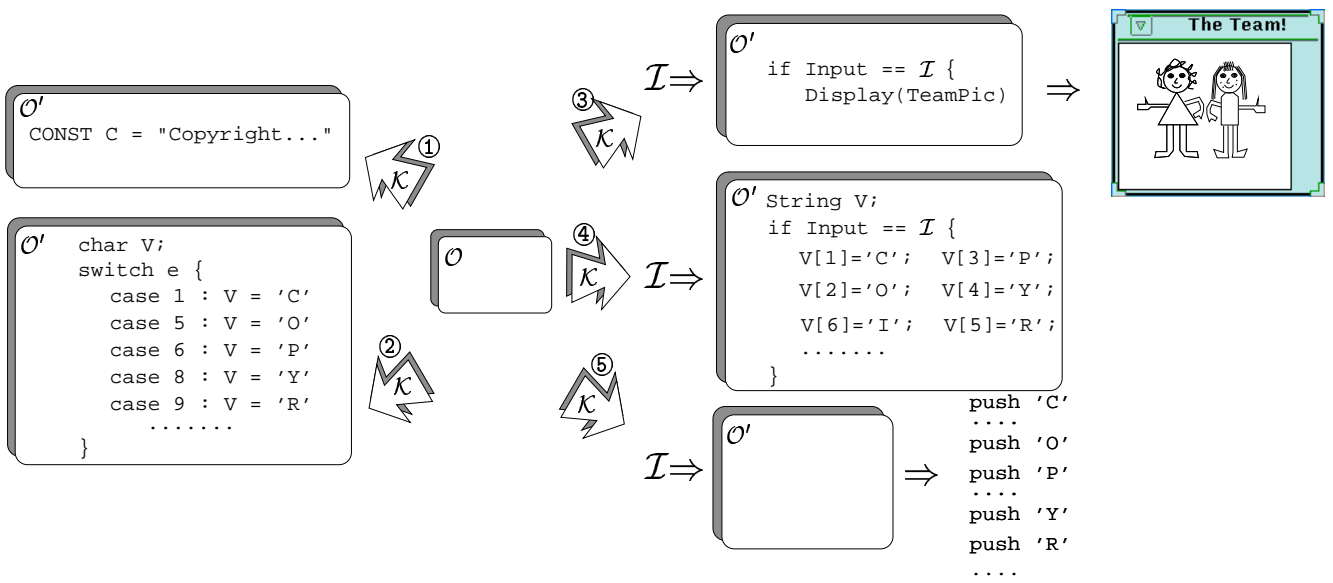 𝒪′
CONST C = "Copyright..."
① 𝒦
𝒪′
char V;
switch e {
case 1 : V = 'C'
case 5 : V = 'O'
case 6 : V = 'P'
case 8 : V = 'Y'
case 9 : V = 'R'
.......
}
② 𝒦
𝒪
③ 𝒦
ℐ⇒
𝒪′
if Input == ℐ {
Display(TeamPic)
⇒
The Team!
④ 𝒦
ℐ⇒
𝒪′ String V;
if Input == ℐ {
V[1]='C'; V[3]='P';
V[2]='O'; V[4]='Y';
V[6]='I'; V[5]='R';
.......
}
⑤ 𝒦
ℐ⇒
𝒪′
⇒
push 'C'
....
push 'O'
push 'P'
....
push 'Y'
push 'R'
....